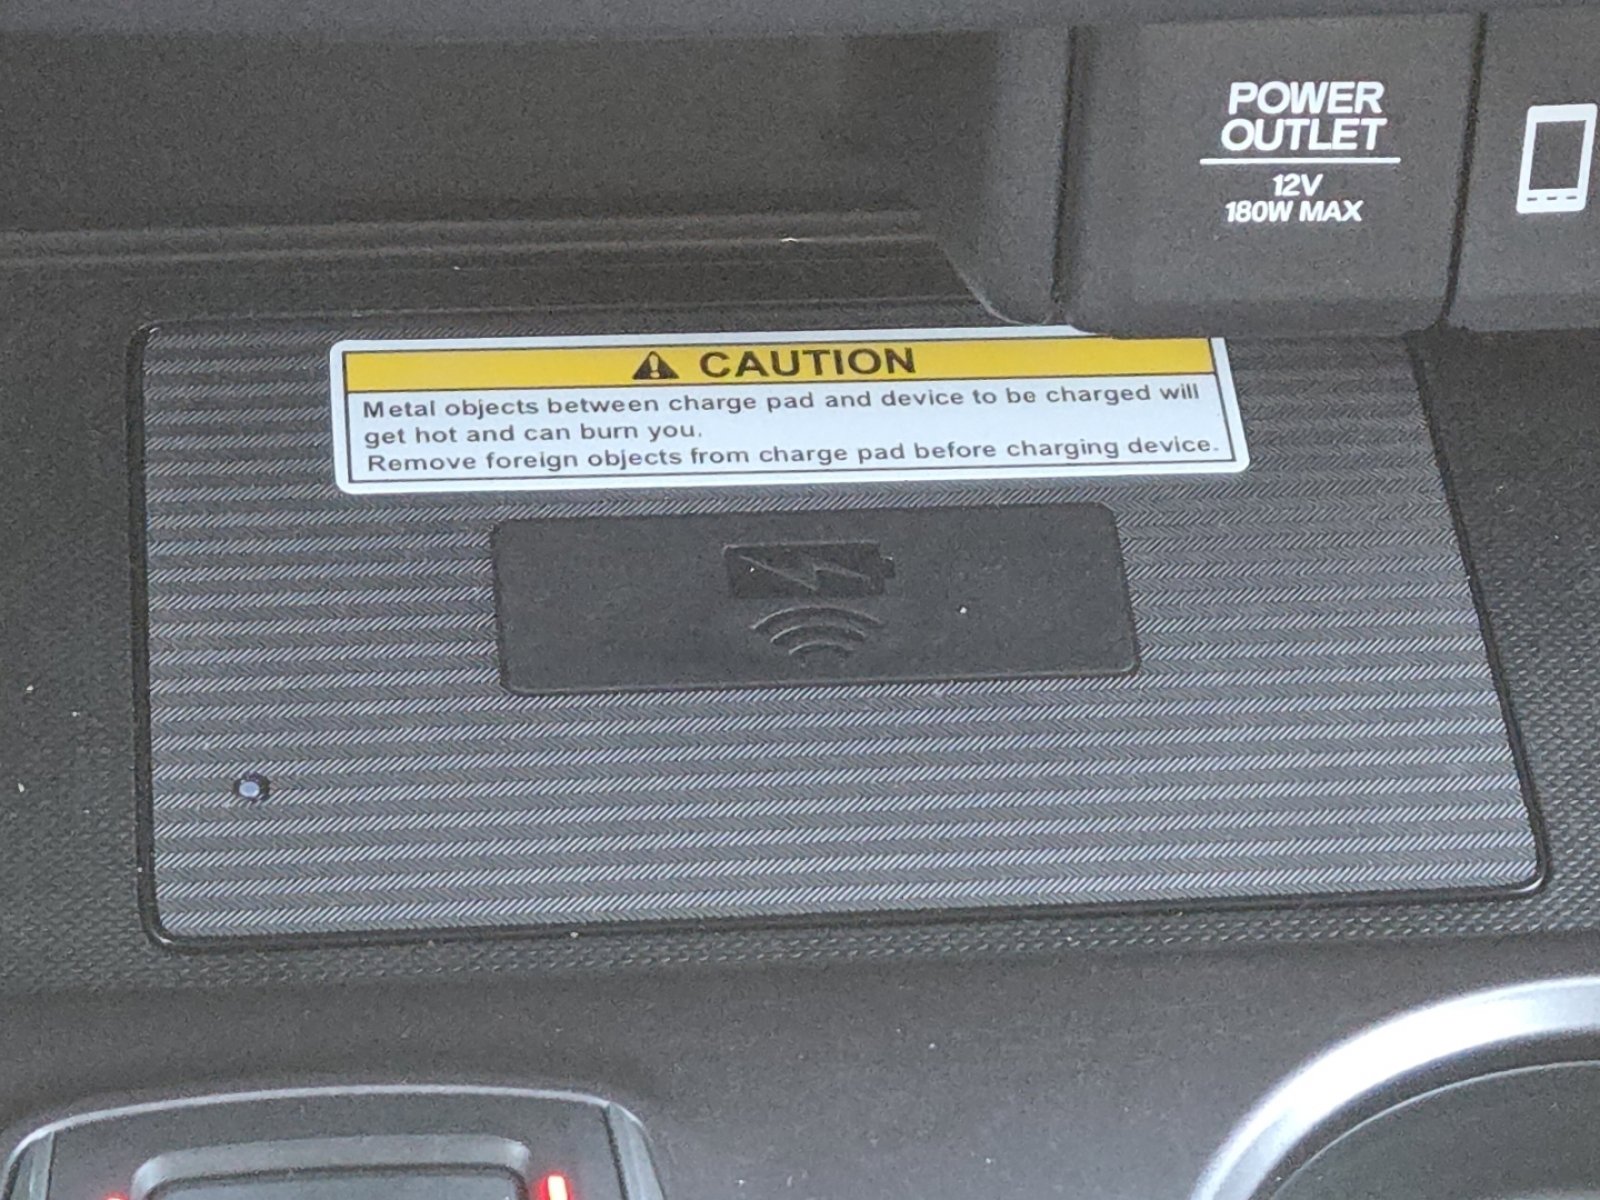 POWER
OUTLET
12V
180W MAX
CAUTION
Metal objects between charge pad and device to be charged will
get hot and can burn you.
Remove foreign objects from charge pad before charging device.